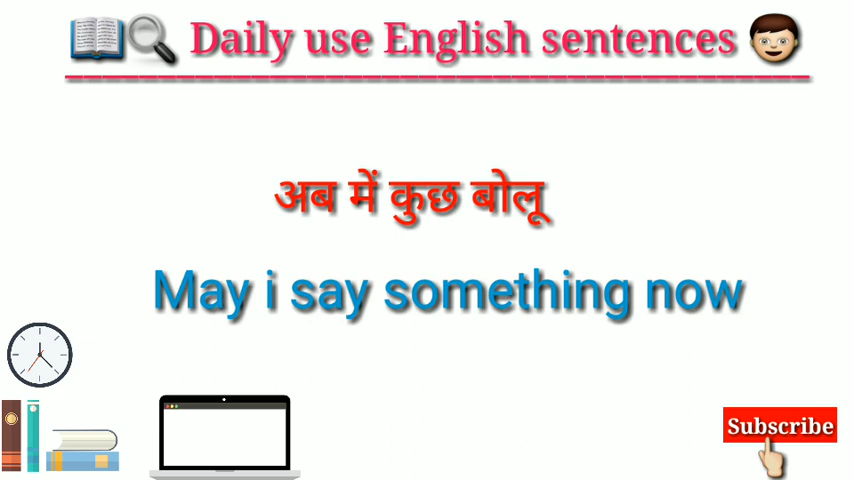 Daily use English sentences
अब में कुछ बोलू
May i say something now
Subscribe